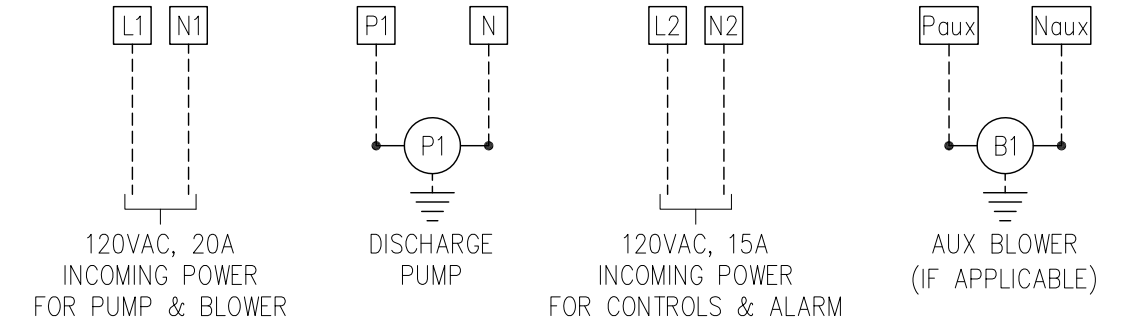 L1 N1 P1 N L2 N2 Paux Naux
P1 B1
120VAC, 20A
INCOMING POWER
FOR PUMP & BLOWER
DISCHARGE
PUMP
120VAC, 15A
INCOMING POWER
FOR CONTROLS & ALARM
AUX BLOWER
(IF APPLICABLE)